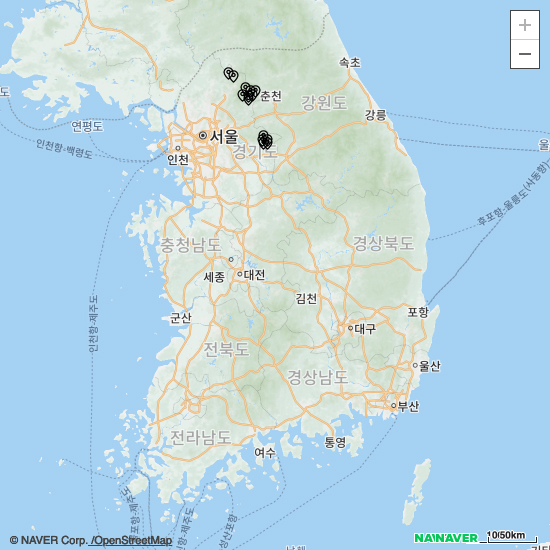 속초
춘천
강원도
강릉
연평도
서울
인천항-백령도
인천
경기도
울
후포항-울릉도(사동항)
충청남도
경상북도
세종
대전
김천
인천항-제주도
군산
포항
대구
전북도
울산
경상남도
부산
전라남도
통영
여수
© NAVER Corp. /OpenStreetMap
NAVER
10/50km